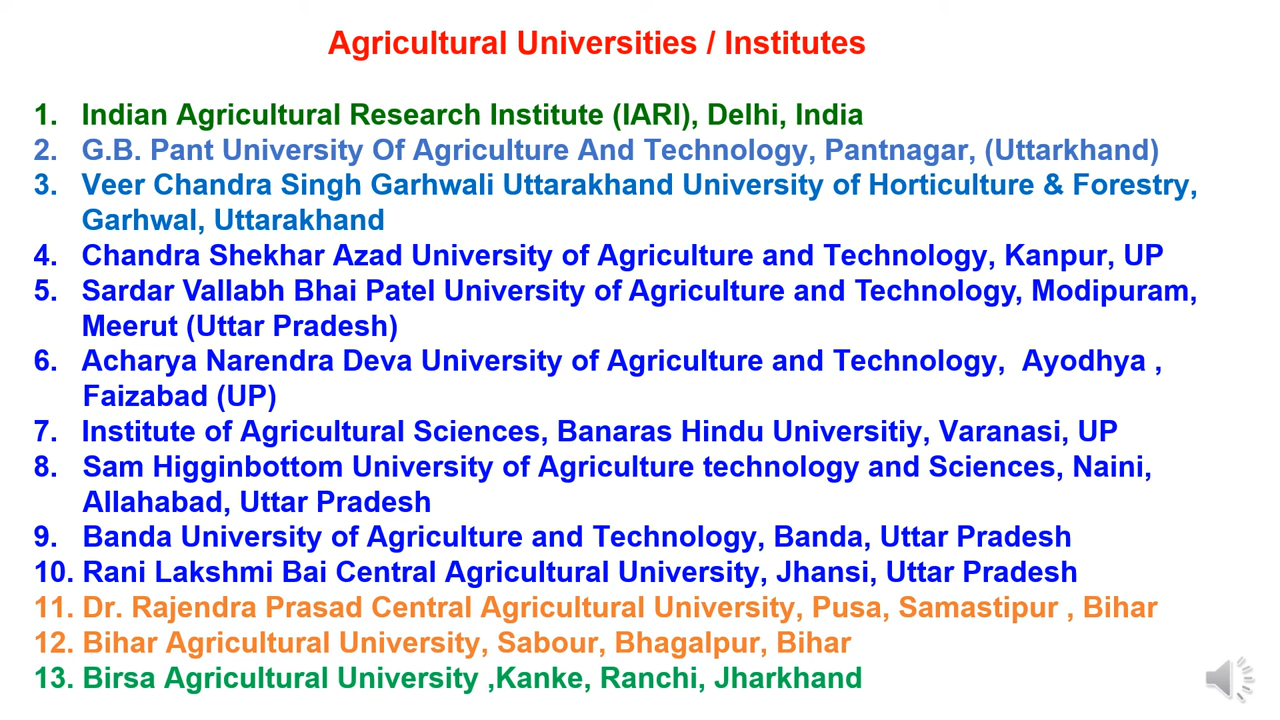 Agricultural Universities / Institutes
1. Indian Agricultural Research Institute (IARI), Delhi, India
2. G.B. Pant University Of Agriculture And Technology, Pantnagar, (Uttarkhand)
3. Veer Chandra Singh Garhwali Uttarakhand University of Horticulture & Forestry,
Garhwal, Uttarakhand
4. Chandra Shekhar Azad University of Agriculture and Technology, Kanpur, UP
5. Sardar Vallabh Bhai Patel University of Agriculture and Technology, Modipuram,
Meerut (Uttar Pradesh)
6. Acharya Narendra Deva University of Agriculture and Technology, Ayodhya ,
Faizabad (UP)
7. Institute of Agricultural Sciences, Banaras Hindu Universitiy, Varanasi, UP
8. Sam Higginbottom University of Agriculture technology and Sciences, Naini,
Allahabad, Uttar Pradesh
9. Banda University of Agriculture and Technology, Banda, Uttar Pradesh
10. Rani Lakshmi Bai Central Agricultural University, Jhansi, Uttar Pradesh
11. Dr. Rajendra Prasad Central Agricultural University, Pusa, Samastipur , Bihar
12. Bihar Agricultural University, Sabour, Bhagalpur, Bihar
13. Birsa Agricultural University ,Kanke, Ranchi, Jharkhand